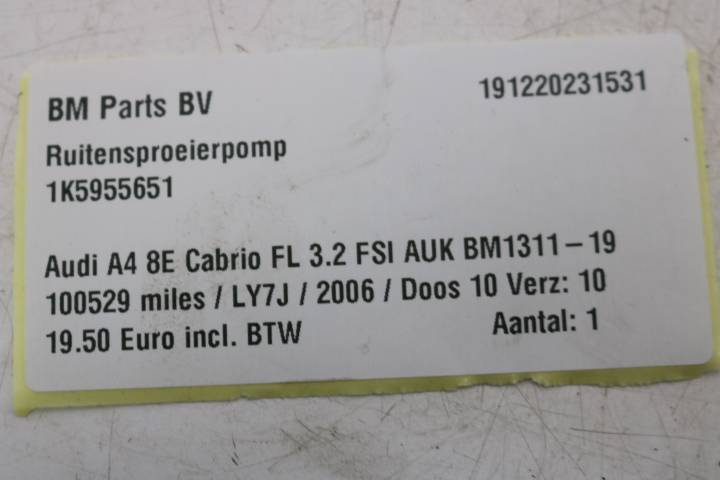 BM Parts BV 191220231531
Ruitensproeierpomp
1K5955651
Audi A4 8E Cabrio FL 3.2 FSI AUK BM1311-19
100529 miles / LY7J / 2006 / Doos 10 Verz: 10
19.50 Euro incl. BTW Aantal: 1